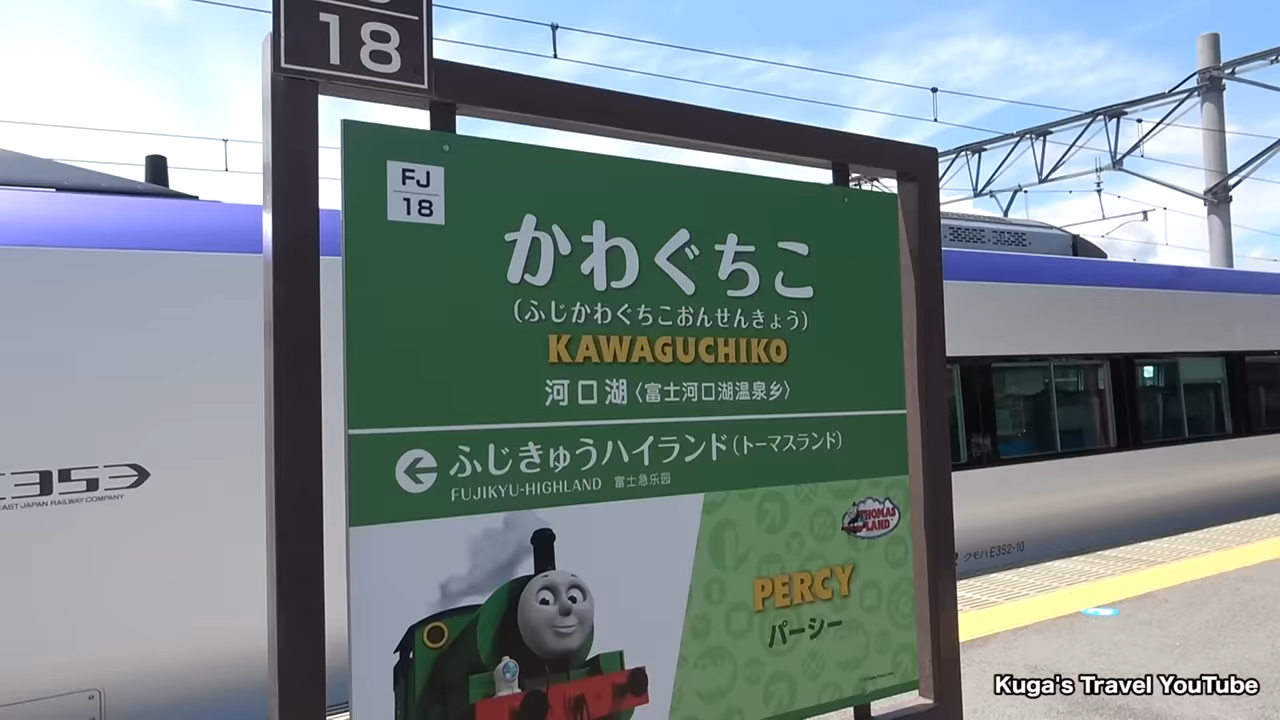 18
FJ
18
かわぐちこ
(ふじかわぐちこおんせんきょう)
KAWAGUCHIKO
河口湖〈富士河口湖温泉乡〉
ふじきゅうハイランド(トーマスランド)
FUJIKYU-HIGHLAND 富士急乐园
THOMAS LAND
PERCY
パーシー
E353
EAST JAPAN RAILWAY COMPANY
クモハE352-10
Kuga's Travel YouTube